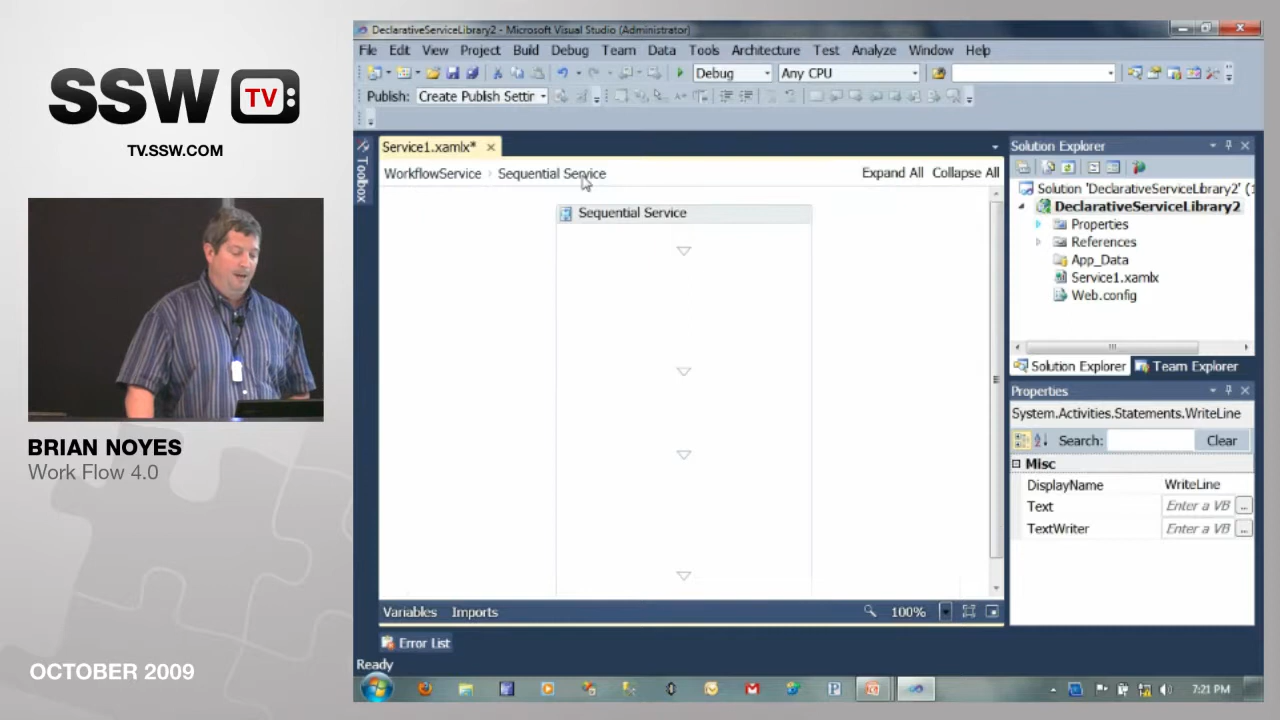 SSW TV:
TV.SSW.COM
BRIAN NOYES
Work Flow 4.0
OCTOBER 2009
DeclarativeServiceLibrary2 - Microsoft Visual Studio (Administrator)
File Edit View Project Build Debug Team Data Tools Architecture Test Analyze Window Help
Debug Any CPU
Publish: Create Publish Settir
Toolbox
Service1.xamlx*
WorkflowService Sequential Service Expand All Collapse All
Sequential Service
Variables Imports 100%
Error List
Ready
Solution Explorer
Solution 'DeclarativeServiceLibrary2' (1
DeclarativeServiceLibrary2
Properties
References
App_Data
Service1.xamlx
Web.config
Solution Explorer Team Explorer
Properties
System.Activities.Statements.WriteLine
Search: Clear
Misc
DisplayName WriteLine
Text Enter a VB ...
TextWriter Enter a VB ...
7:21 PM